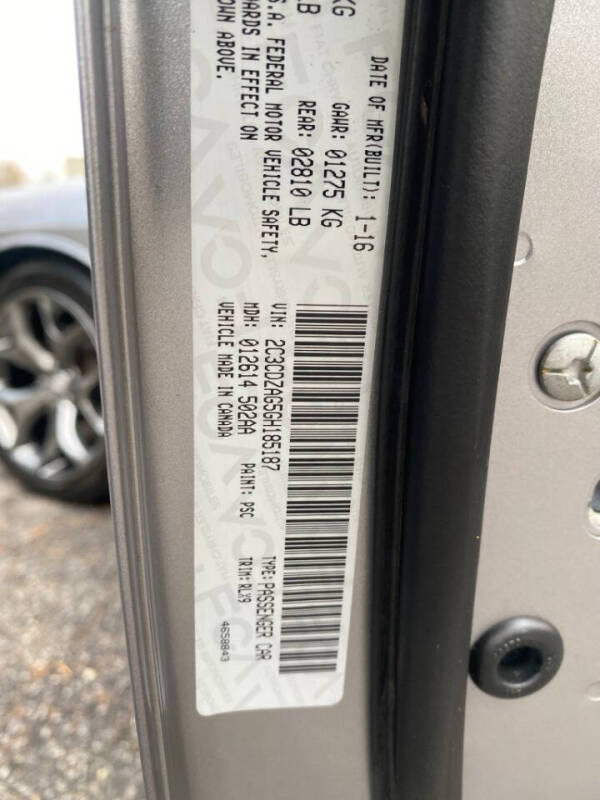 DATE OF MFR(BUILT): 1-16
KG
GAWR: 01275 KG
LB
REAR: 02810 LB
S.A. FEDERAL MOTOR VEHICLE SAFETY,
ARDS IN EFFECT ON
OWN ABOVE.
VIN: 2C3CDZAG5GH185187
TYPE: PASSENGER CAR
MDH: 012614 502AA
PAINT: PSC
TRIM: RLX9
VEHICLE MADE IN CANADA
4658843